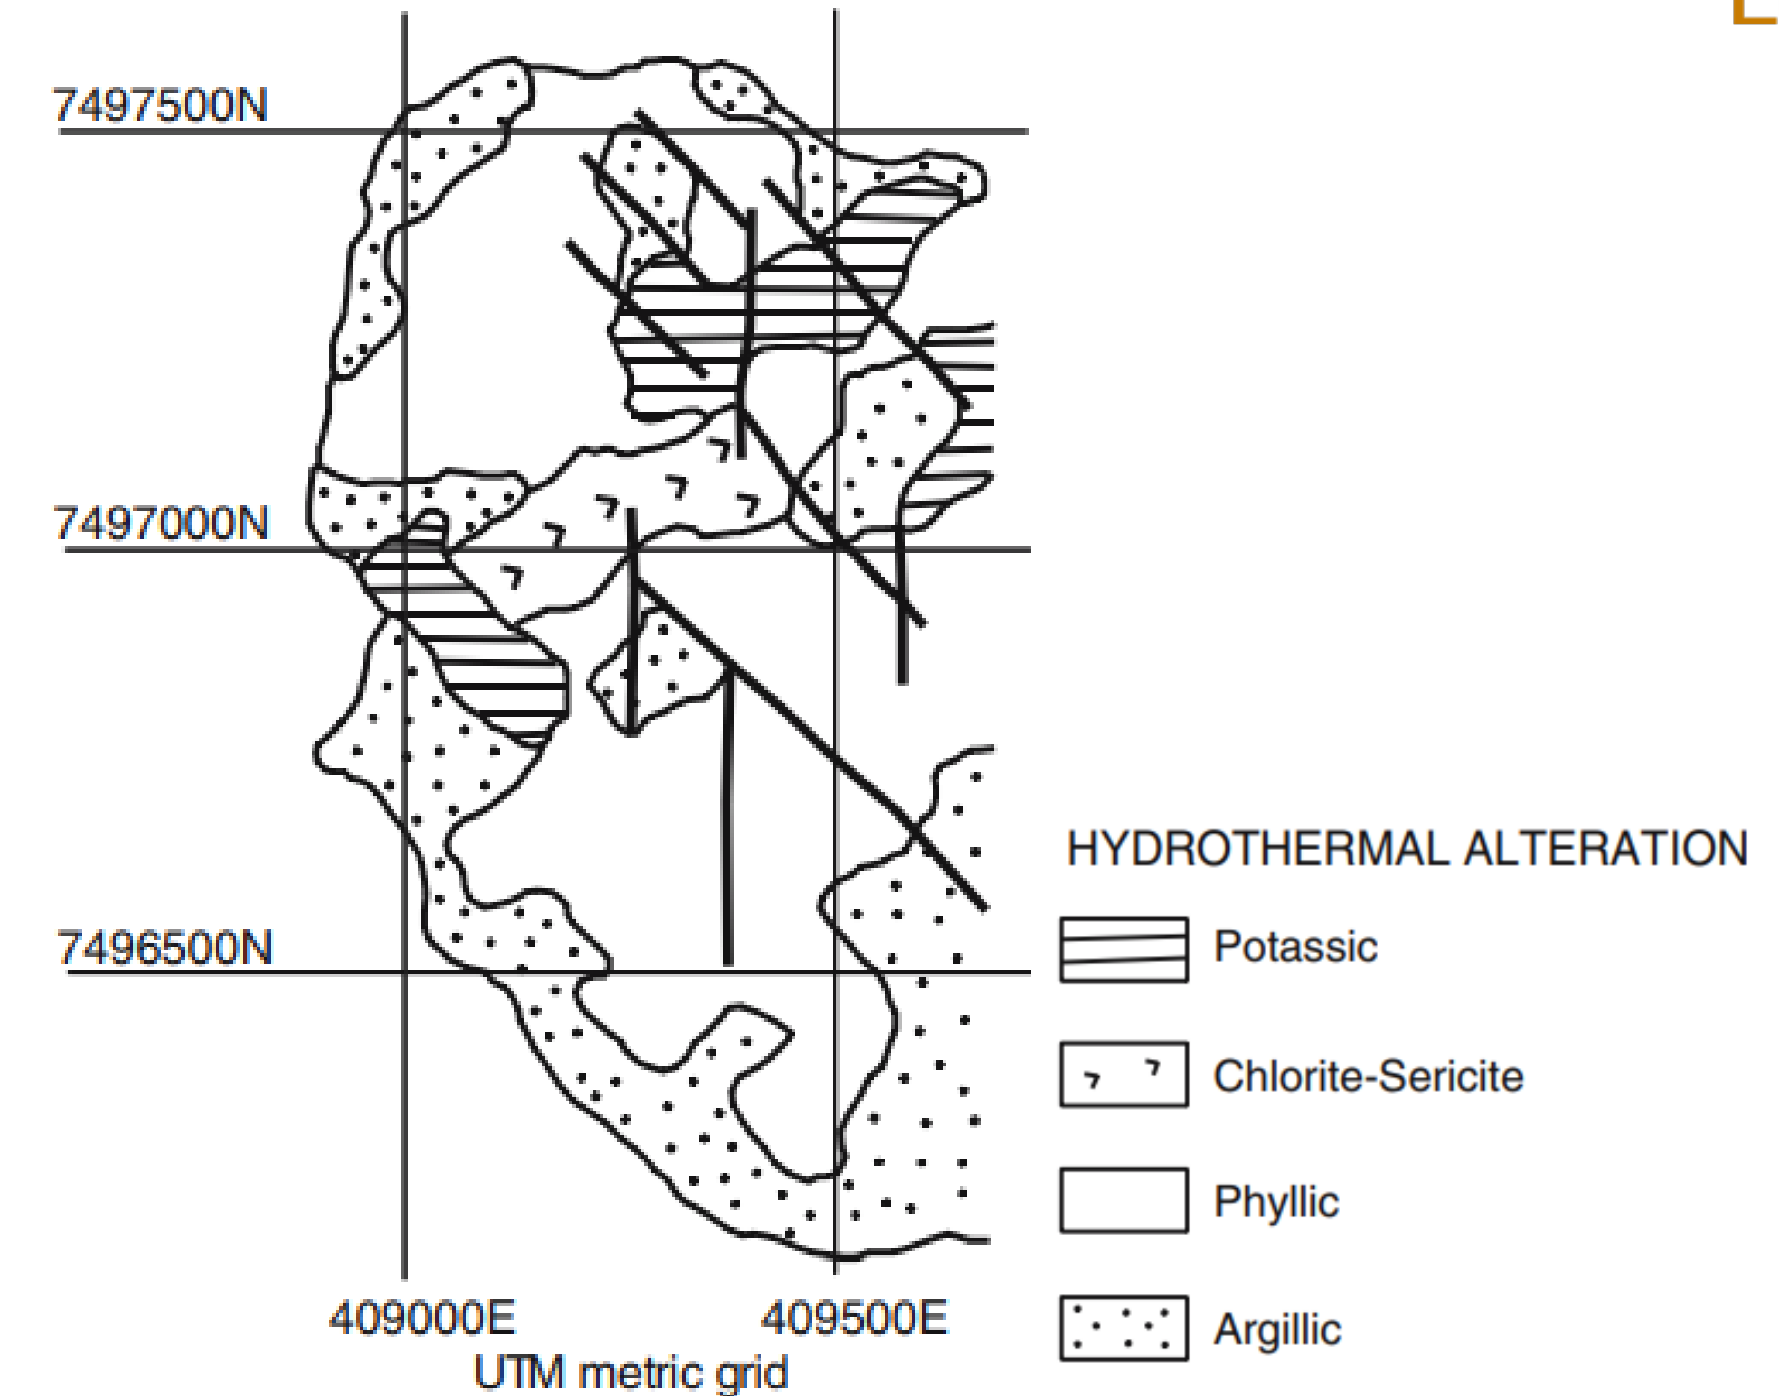 7497500N
7497000N
7496500N
409000E
409500E
UTM metric grid
HYDROTHERMAL ALTERATION
Potassic
Chlorite-Sericite
Phyllic
Argillic